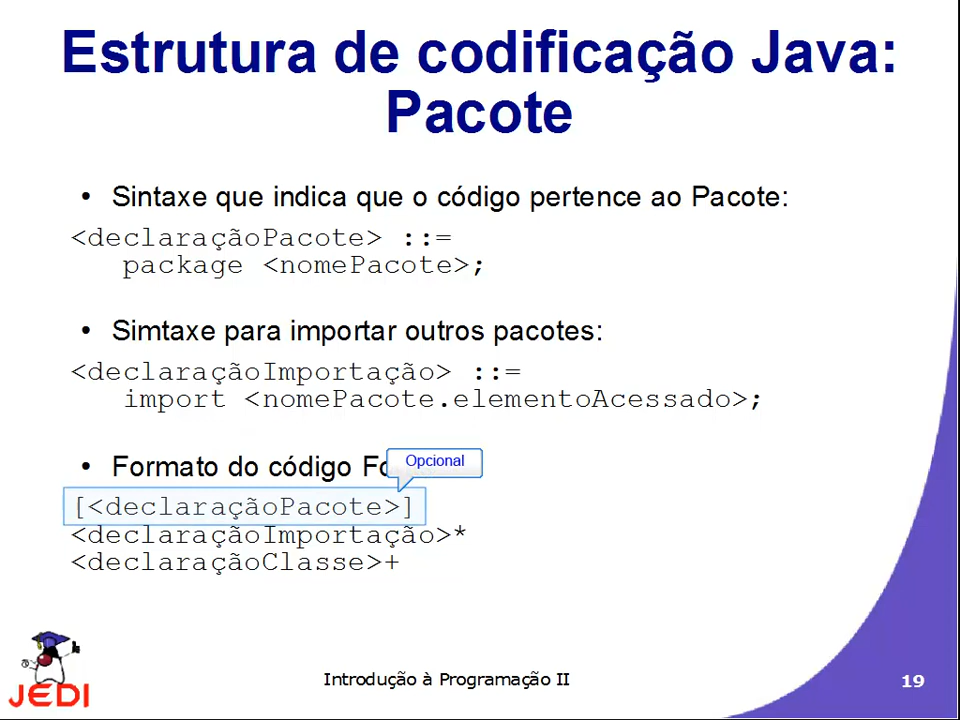 Estrutura de codificação Java:
Pacote
• Sintaxe que indica que o código pertence ao Pacote:
<declaraçãoPacote> ::=
package <nomePacote>;
• Simtaxe para importar outros pacotes:
<declaraçãoImportação> ::=
import <nomePacote.elementoAcessado>;
• Formato do código
Opcional
[<declaraçãoPacote>]
<declaraçãoImportação>*
<declaraçãoClasse>+
JEDI
Introdução à Programação II
19